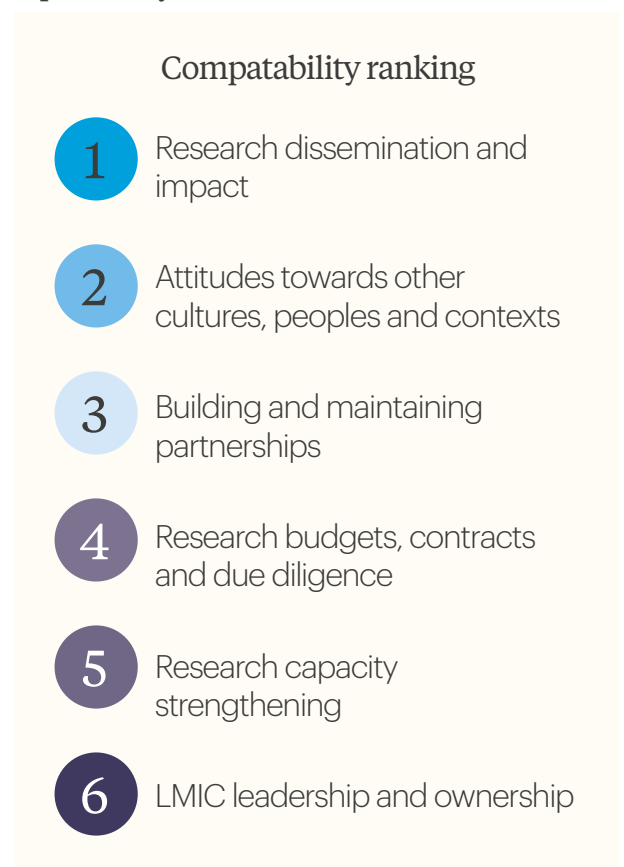 Compatability ranking
1
Research dissemination and
impact
2
Attitudes towards other
cultures, peoples and contexts
3
Building and maintaining
partnerships
4
Research budgets, contracts
and due diligence
5
Research capacity
strengthening
6
LMIC leadership and ownership